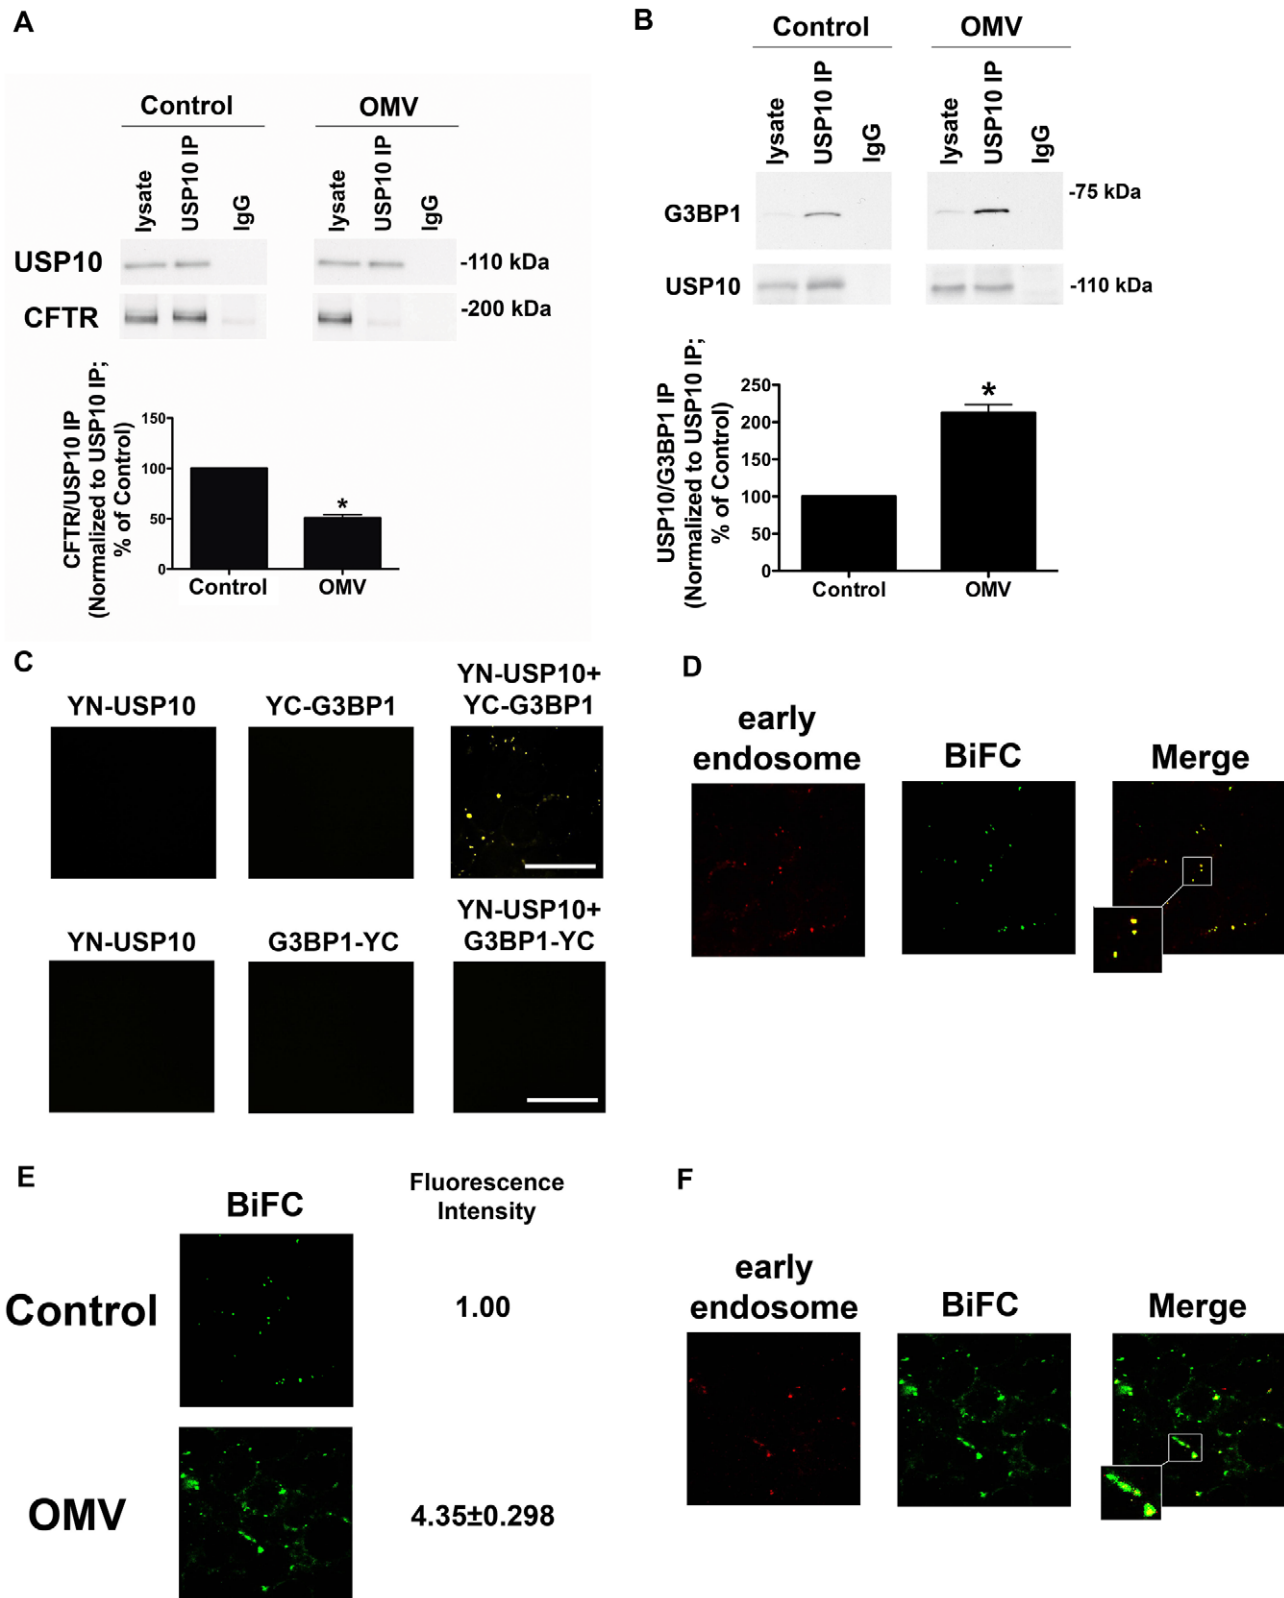 A
Control
OMV
lysate
USP10 IP
IgG
lysate
USP10 IP
IgG
USP10
-110 kDa
CFTR
-200 kDa
CFTR/USP10 IP
(Normalized to USP10 IP;
% of Control)
150
100
50
0
*
Control
OMV
B
Control
OMV
lysate
USP10 IP
IgG
lysate
USP10 IP
IgG
G3BP1
-75 kDa
USP10
-110 kDa
USP10/G3BP1 IP
(Normalized to USP10 IP;
% of Control)
250
200
150
100
50
0
*
Control
OMV
C
YN-USP10
YC-G3BP1
YN-USP10+
YC-G3BP1
YN-USP10
G3BP1-YC
YN-USP10+
G3BP1-YC
D
early
endosome
BiFC
Merge
E
BiFC
Fluorescence
Intensity
Control
1.00
OMV
4.35±0.298
F
early
endosome
BiFC
Merge